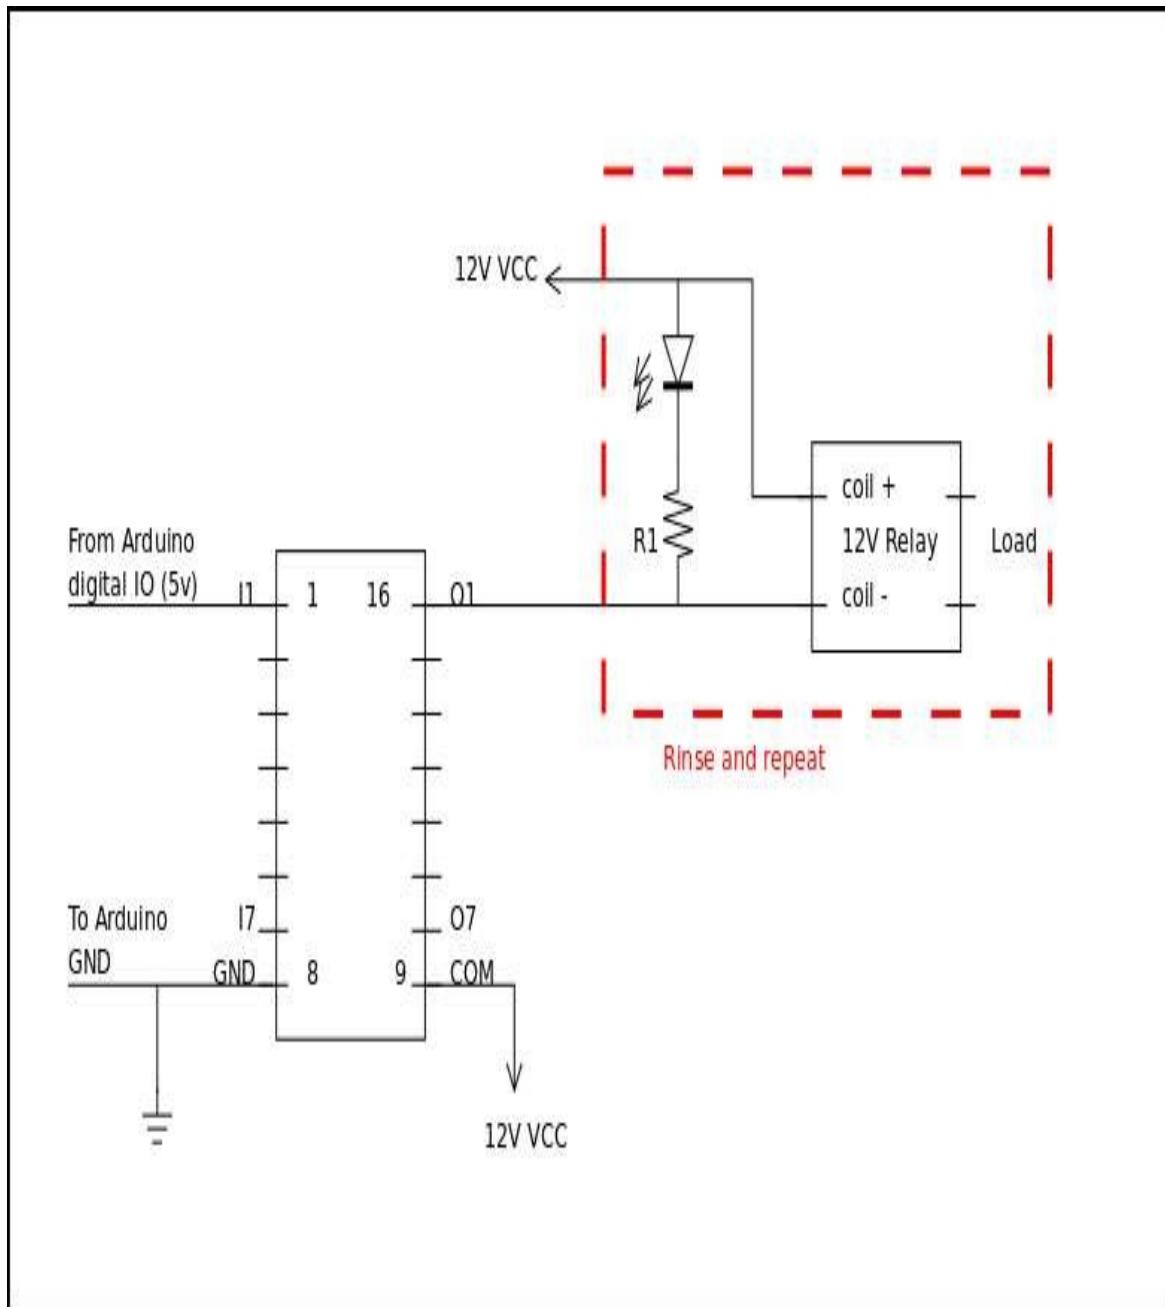 12V VCC
coil +
R1
12V Relay
Load
coil -
From Arduino
digital IO (5v)
I1
1
16
O1
Rinse and repeat
To Arduino
GND
I7
O7
GND
8
9
COM
12V VCC